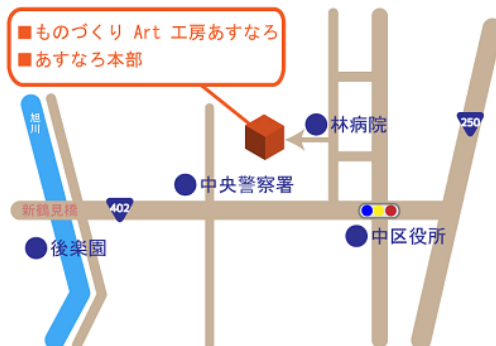 ■ものづくり Art 工房あすなろ
■あすなろ本部
旭川
林病院
250
中央警察署
新鶴見橋
402
後楽園
中区役所